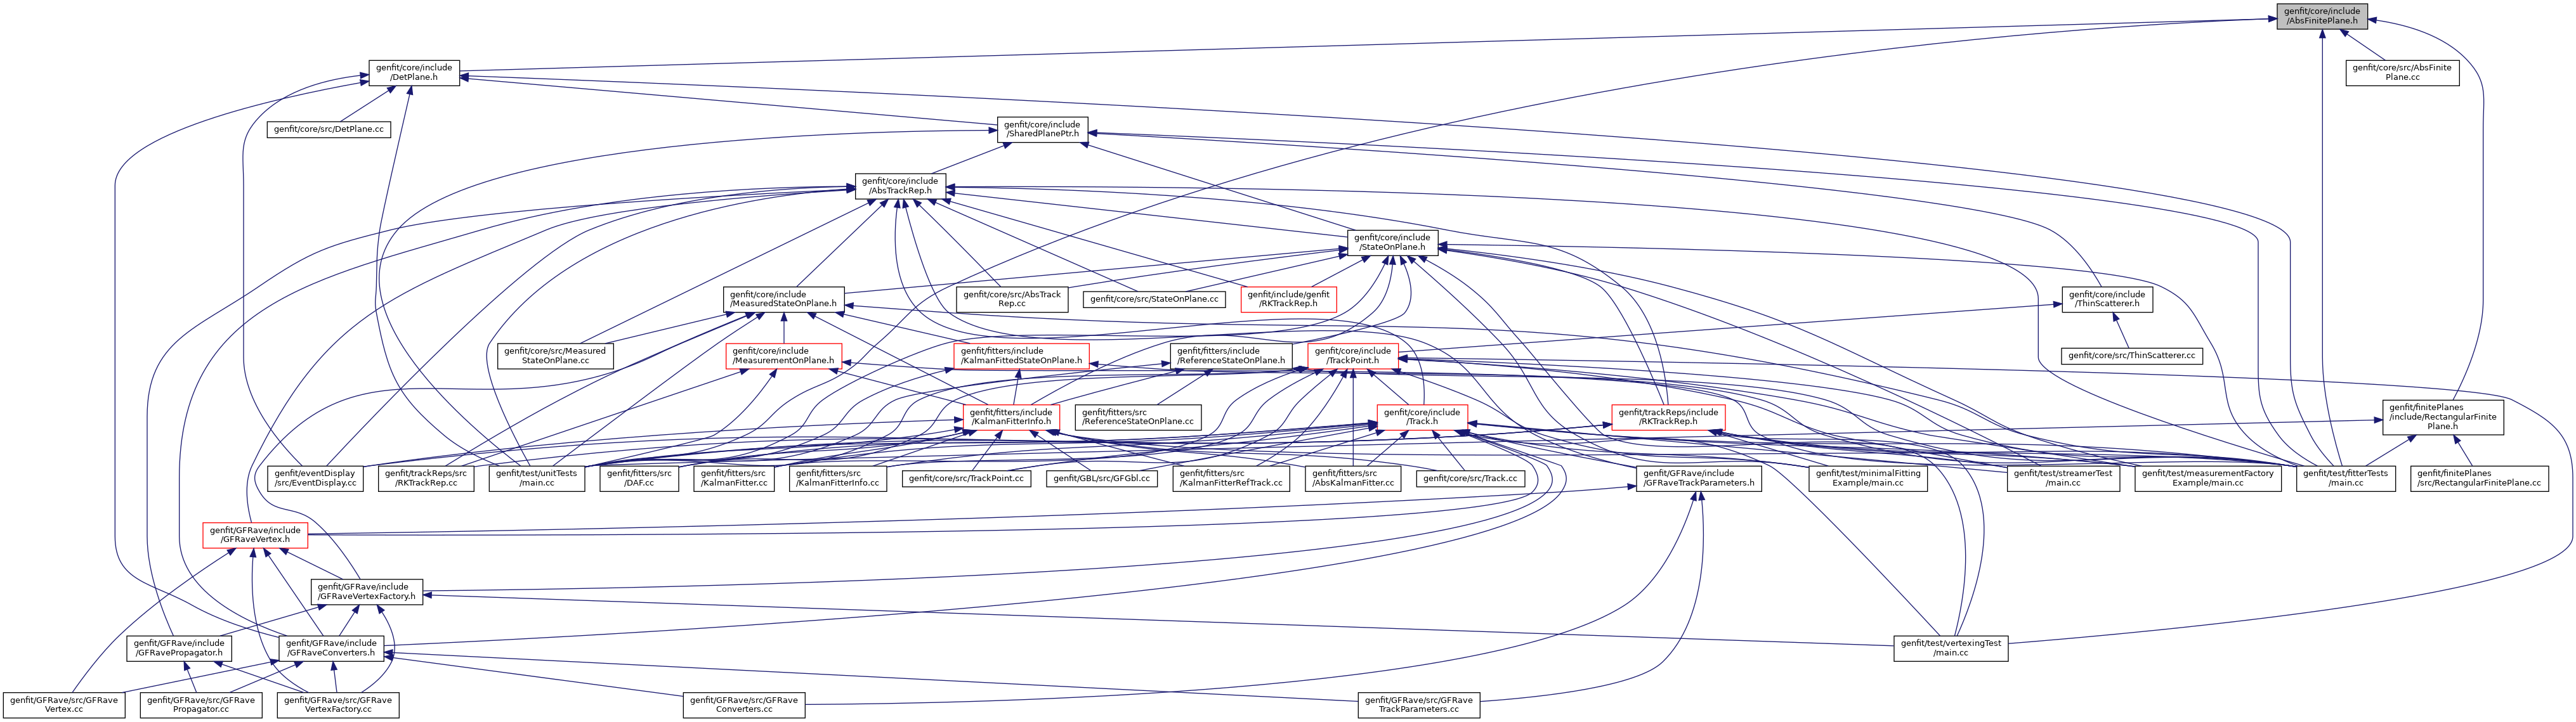 genfit/core/include
/AbsFinitePlane.h
genfit/core/include
/DetPlane.h
genfit/core/src/AbsFinite
Plane.cc
genfit/core/src/DetPlane.cc
genfit/core/include
/SharedPlanePtr.h
genfit/core/include
/AbsTrackRep.h
genfit/core/include
/StateOnPlane.h
genfit/core/include
/MeasuredStateOnPlane.h
genfit/core/src/AbsTrack
Rep.cc
genfit/core/src/StateOnPlane.cc
genfit/include/genfit
/RKTrackRep.h
genfit/core/include
/ThinScatterer.h
genfit/core/src/Measured
StateOnPlane.cc
genfit/core/include
/MeasurementOnPlane.h
genfit/fitters/include
/KalmanFittedStateOnPlane.h
genfit/fitters/include
/ReferenceStateOnPlane.h
genfit/core/include
/TrackPoint.h
genfit/core/src/ThinScatterer.cc
genfit/fitters/include
/KalmanFitterInfo.h
genfit/fitters/src
/ReferenceStateOnPlane.cc
genfit/core/include
/Track.h
genfit/trackReps/include
/RKTrackRep.h
genfit/finitePlanes
/include/RectangularFinite
Plane.h
genfit/eventDisplay
/src/EventDisplay.cc
genfit/trackReps/src
/RKTrackRep.cc
genfit/test/unitTests
/main.cc
genfit/fitters/src
/DAF.cc
genfit/fitters/src
/KalmanFitter.cc
genfit/fitters/src
/KalmanFitterInfo.cc
genfit/core/src/TrackPoint.cc
genfit/GBL/src/GFGbl.cc
genfit/fitters/src
/KalmanFitterRefTrack.cc
genfit/fitters/src
/AbsKalmanFitter.cc
genfit/core/src/Track.cc
genfit/GFRave/include
/GFRaveTrackParameters.h
genfit/test/minimalFitting
Example/main.cc
genfit/test/streamerTest
/main.cc
genfit/test/measurementFactory
Example/main.cc
genfit/test/fitterTests
/main.cc
genfit/finitePlanes
/src/RectangularFinitePlane.cc
genfit/GFRave/include
/GFRaveVertex.h
genfit/GFRave/include
/GFRaveVertexFactory.h
genfit/GFRave/include
/GFRavePropagator.h
genfit/GFRave/include
/GFRaveConverters.h
genfit/test/vertexingTest
/main.cc
genfit/GFRave/src/GFRave
Vertex.cc
genfit/GFRave/src/GFRave
Propagator.cc
genfit/GFRave/src/GFRave
VertexFactory.cc
genfit/GFRave/src/GFRave
Converters.cc
genfit/GFRave/src/GFRave
TrackParameters.cc